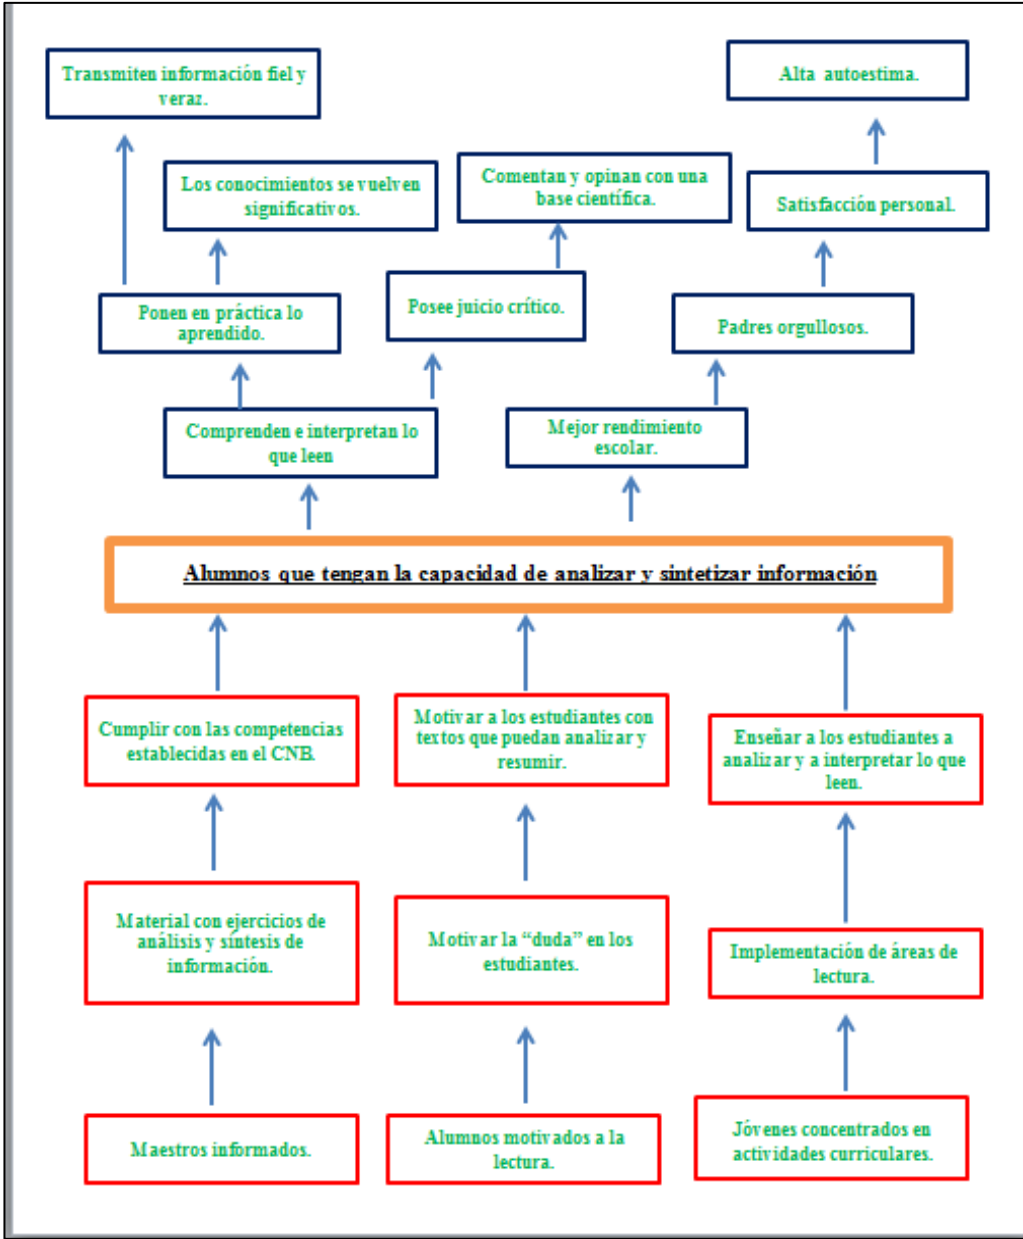 Transmiten información fiel y
veraz.
Alta autoestima.
Los conocimientos se vuelven
significativos.
Comentan y opinan con una
base científica.
Satisfacción personal.
Ponen en práctica lo
aprendido.
Posee juicio crítico.
Padres orgullosos.
Comprenden e interpretan lo
que leen
Mejor rendimiento
escolar.
Alumnos que tengan la capacidad de analizar y sintetizar información
Cumplir con las competencias
establecidas en el CNB.
Motivar a los estudiantes con
textos que puedan analizar y
resumir.
Enseñar a los estudiantes a
analizar y a interpretar lo que
leen.
Material con ejercicios de
análisis y síntesis de
información.
Motivar la “duda” en los
estudiantes.
Implementación de áreas de
lectura.
Maestros informados.
Alumnos motivados a la
lectura.
Jóvenes concentrados en
actividades curriculares.